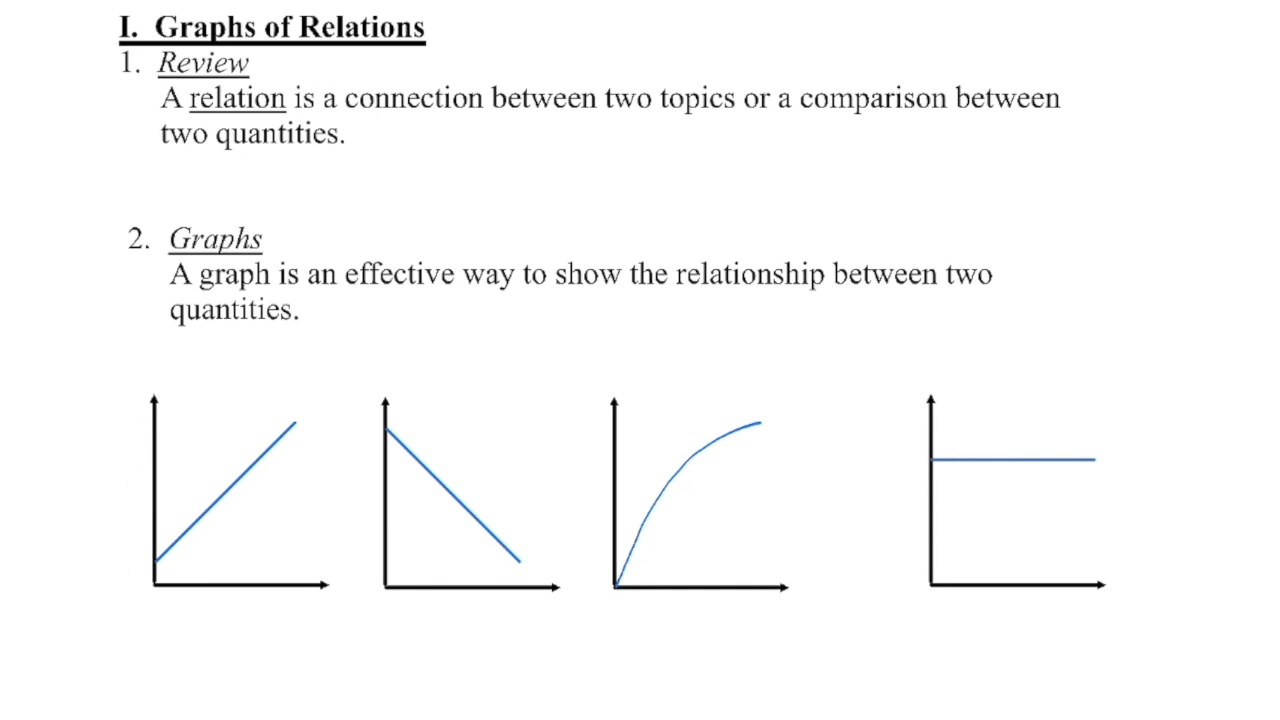 I. Graphs of Relations
1. Review
A relation is a connection between two topics or a comparison between
two quantities.
2. Graphs
A graph is an effective way to show the relationship between two
quantities.